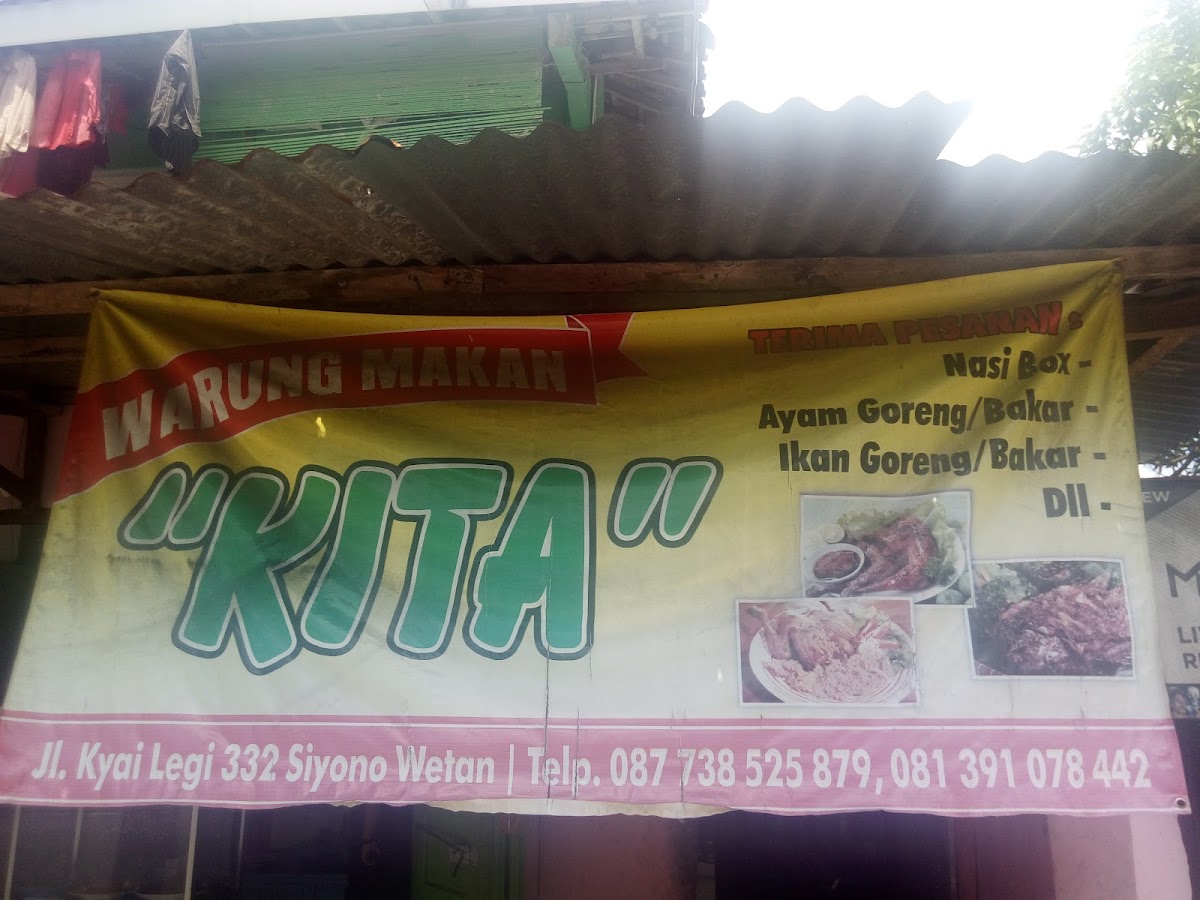 WARUNG MAKAN
"KITA"
TERIMA PESANAN :
Nasi Box -
Ayam Goreng/Bakar -
Ikan Goreng/Bakar -
Dll -
Jl. Kyai Legi 332 Siyono Wetan | Telp. 087 738 525 879, 081 391 078 442